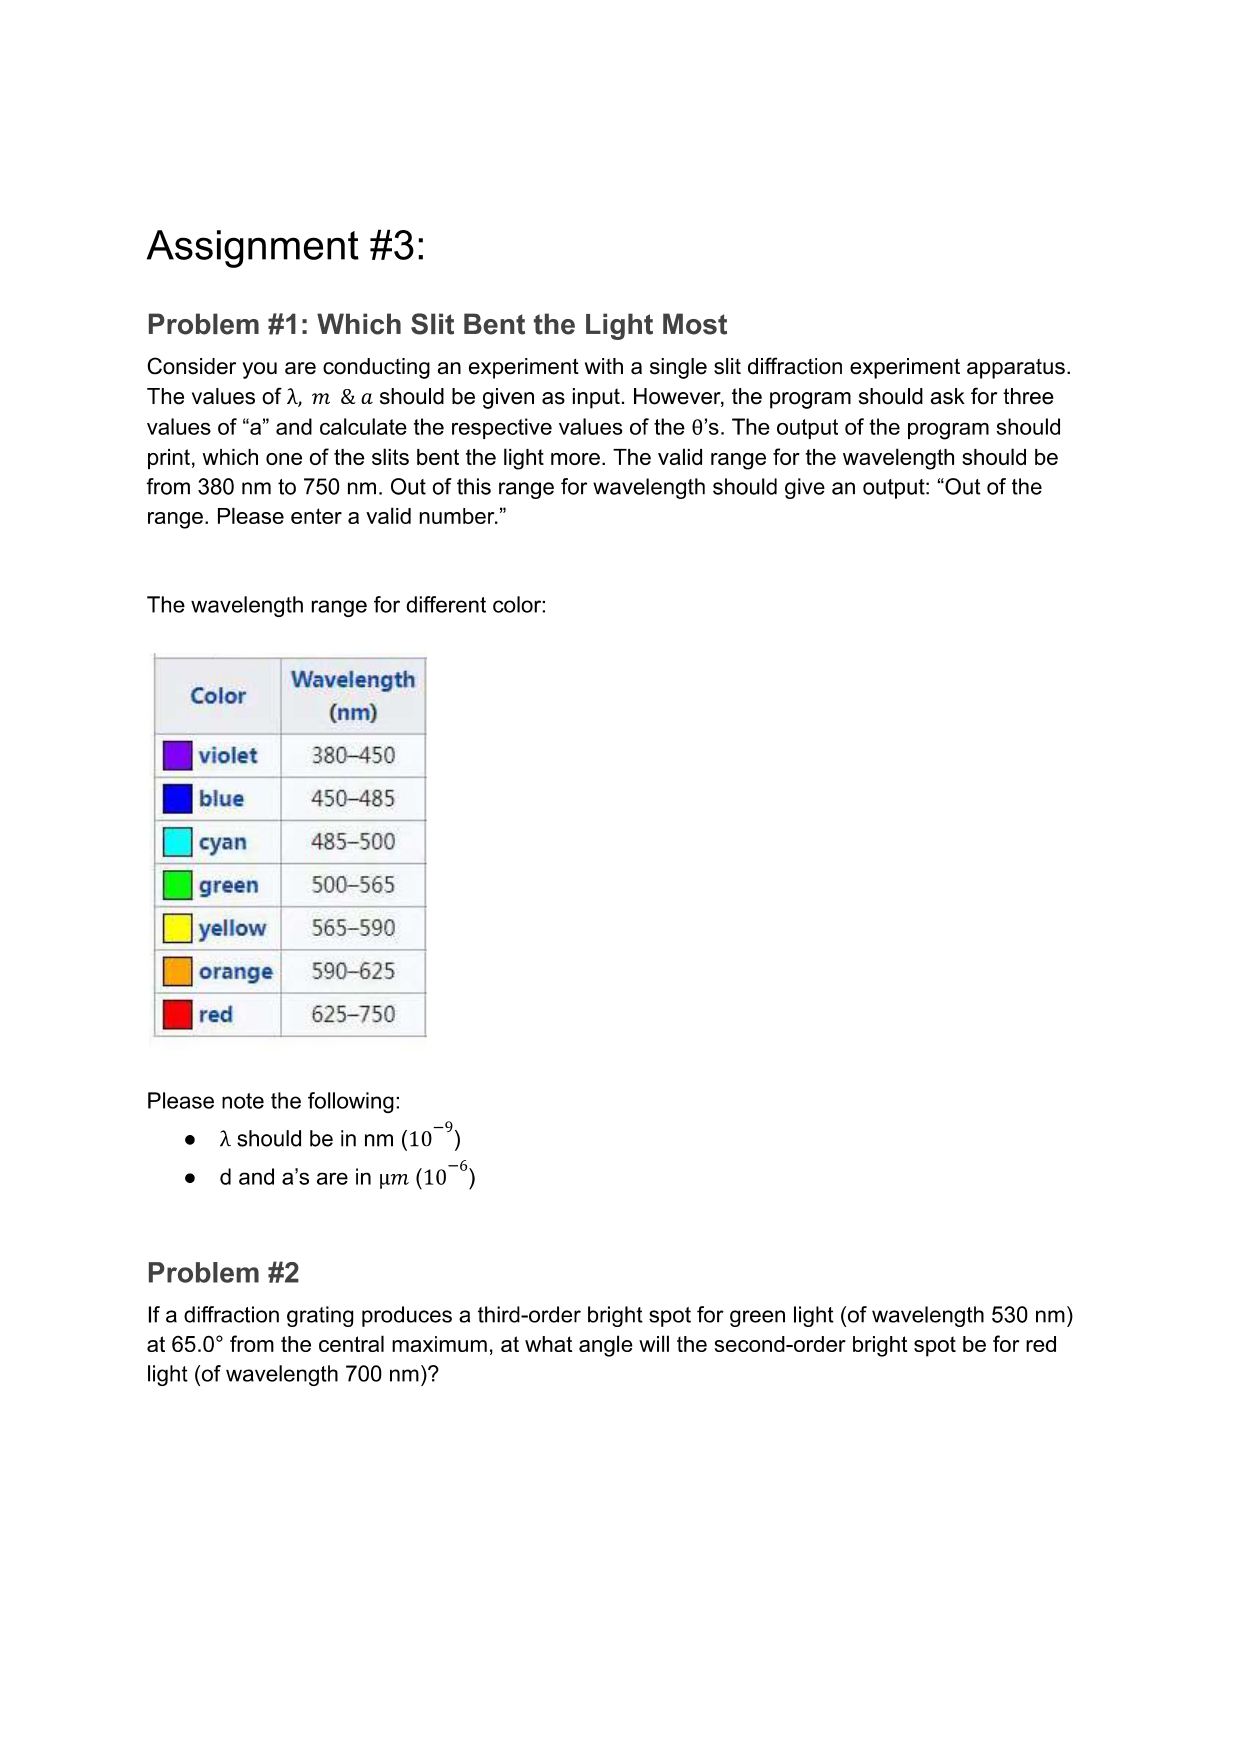 Assignment #3:
Problem #1: Which Slit Bent the Light Most
Consider you are conducting an experiment with a single slit diffraction experiment apparatus.
The values of λ, m & a should be given as input. However, the program should ask for three
values of “a” and calculate the respective values of the θ’s. The output of the program should
print, which one of the slits bent the light more. The valid range for the wavelength should be
from 380 nm to 750 nm. Out of this range for wavelength should give an output: “Out of the
range. Please enter a valid number.”
The wavelength range for different color:
Color Wavelength (nm)
violet 380–450
blue 450–485
cyan 485–500
green 500–565
yellow 565–590
orange 590–625
red 625–750
Please note the following:
● λ should be in nm (10⁻⁹)
● d and a’s are in μm (10⁻⁶)
Problem #2
If a diffraction grating produces a third-order bright spot for green light (of wavelength 530 nm)
at 65.0° from the central maximum, at what angle will the second-order bright spot be for red
light (of wavelength 700 nm)?